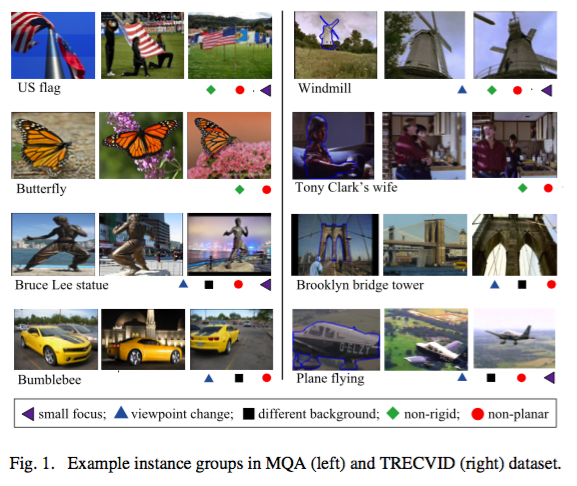 US flag
Windmill
Butterfly
Tony Clark's wife
Bruce Lee statue
Brooklyn bridge tower
G-ELZY
Bumblebee
Plane flying
small focus; viewpoint change; different background; non-rigid; non-planar
Fig. 1. Example instance groups in MQA (left) and TRECVID (right) dataset.